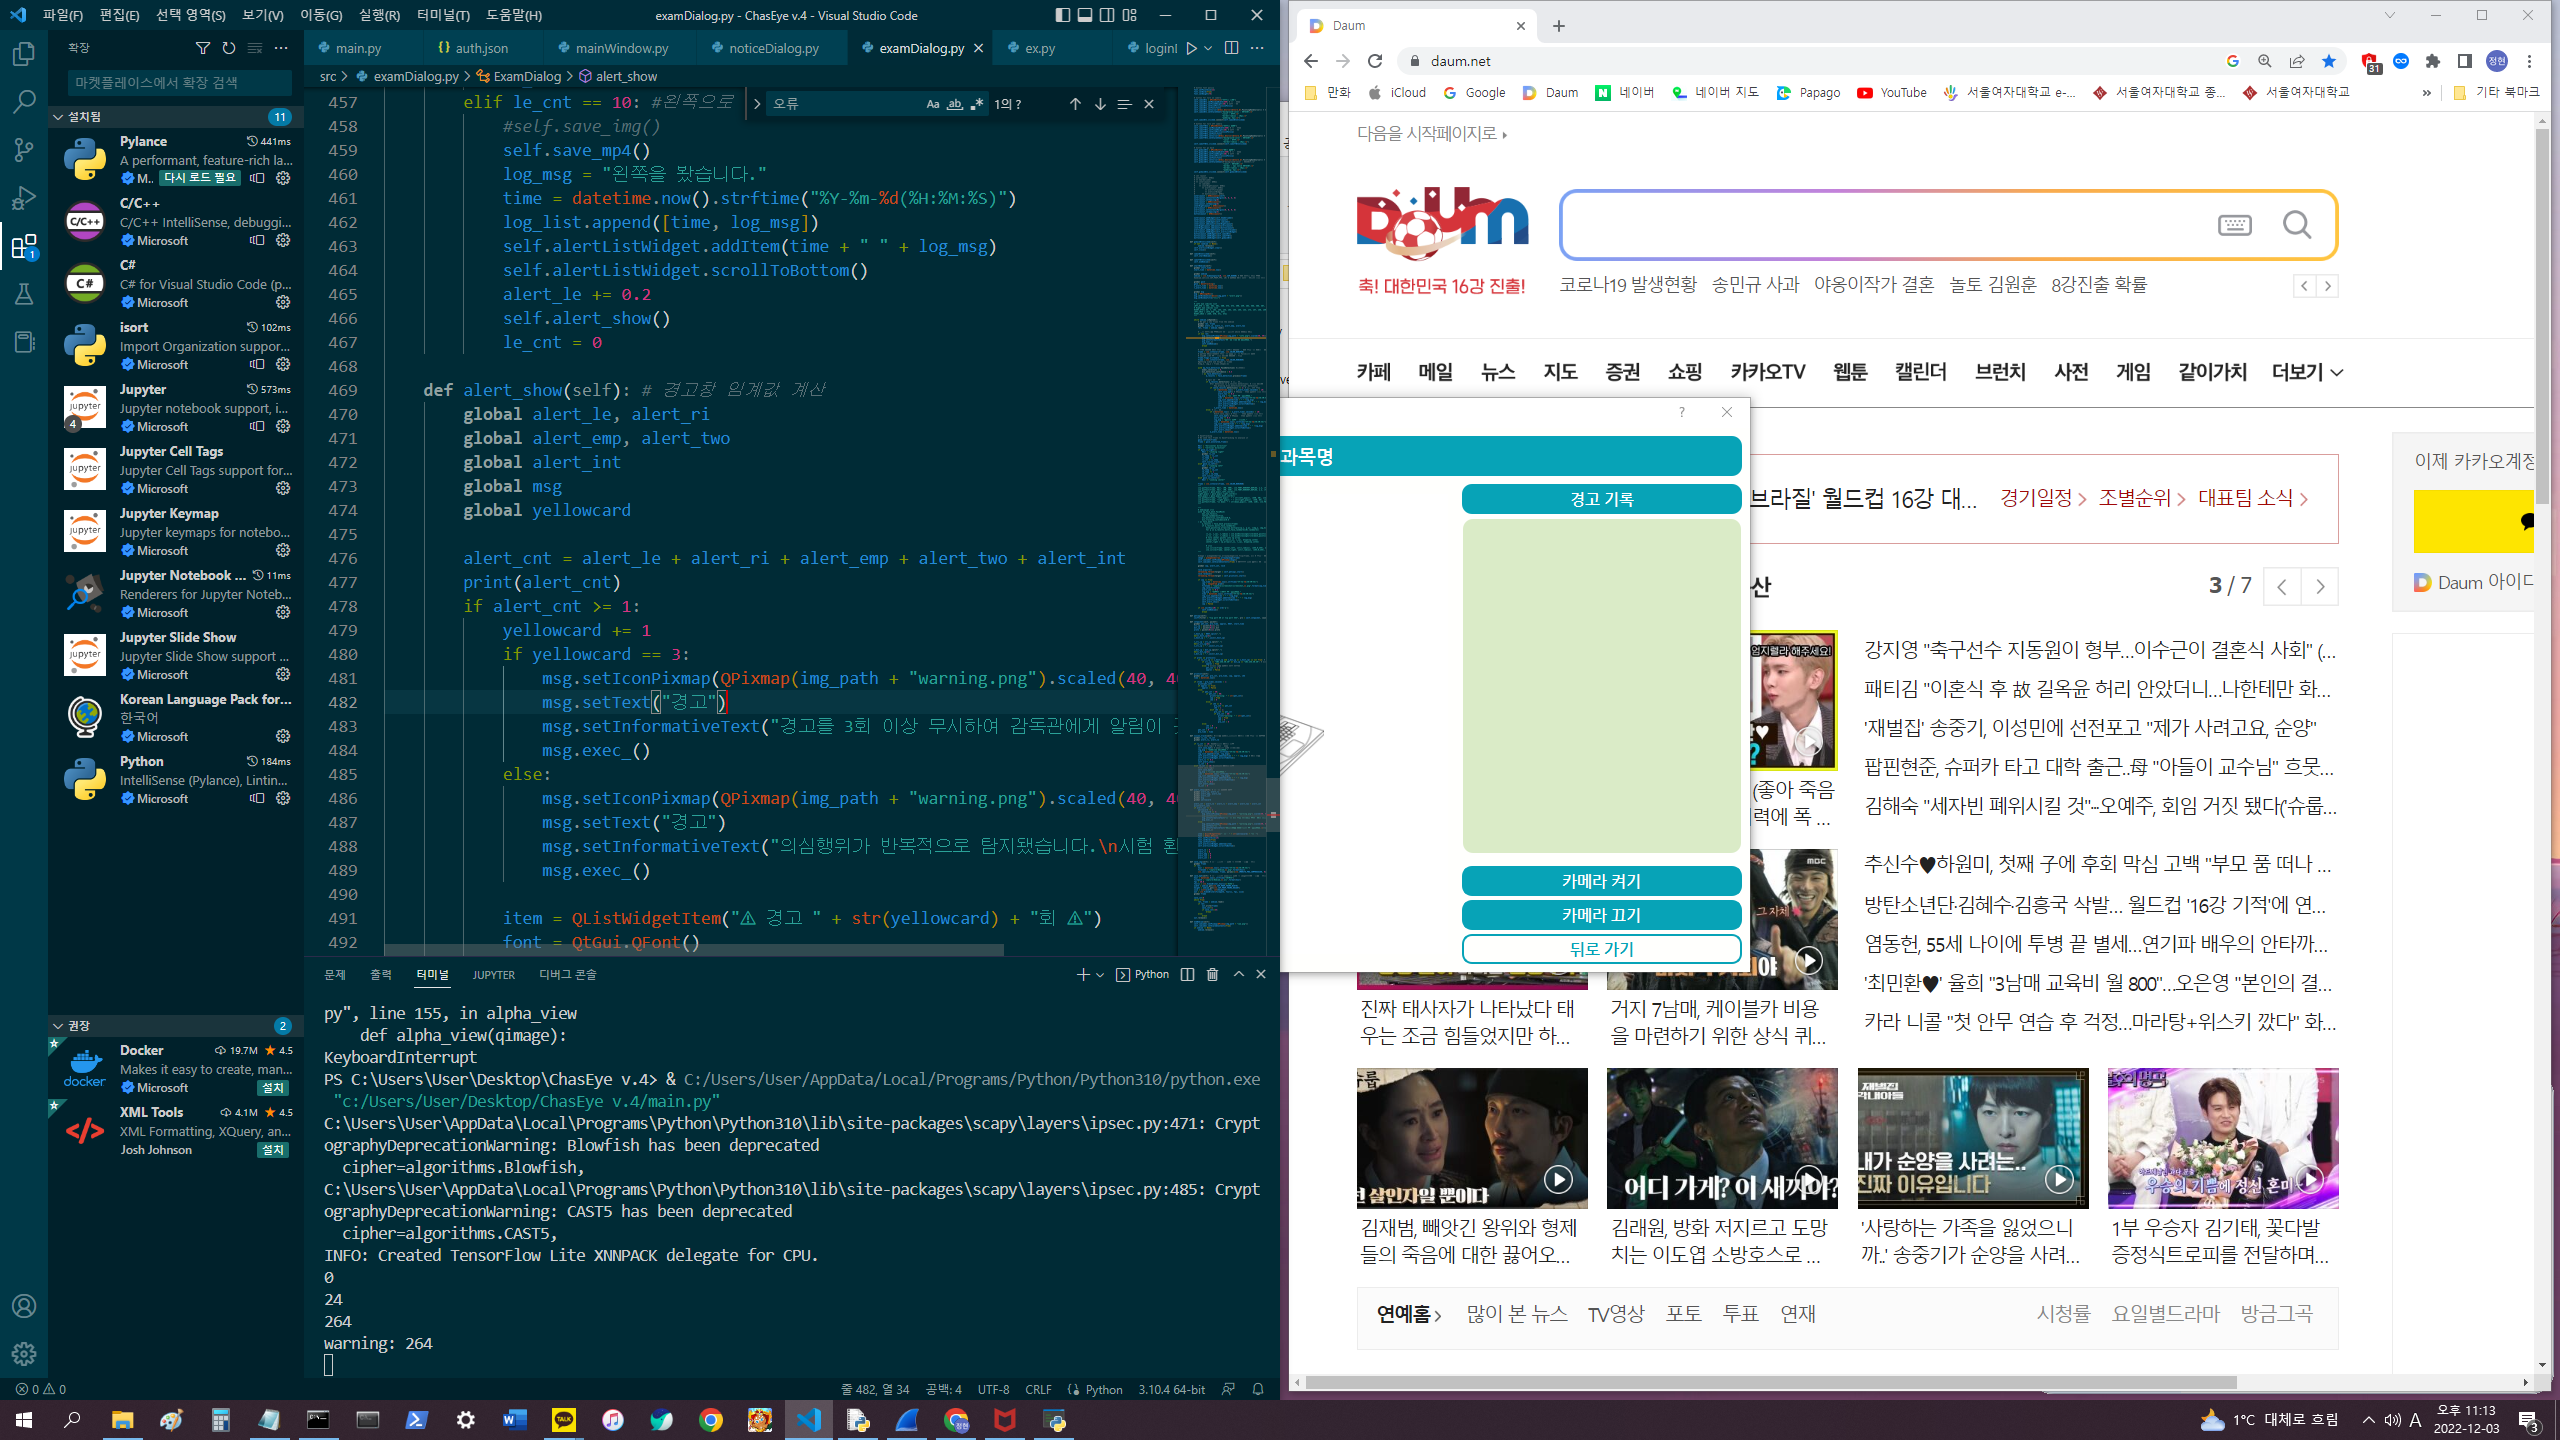 파일(F) 편집(E) 선택 영역(S) 보기(V) 이동(G) 실행(R) 터미널(T) 도움말(H)
examDialog.py - ChasEye v.4 - Visual Studio Code
확장
마켓플레이스에서 확장 검색
설치됨 11
Pylance 441ms
A performant, feature-rich la...
M.. 다시 로드 필요
C/C++
C/C++ IntelliSense, debuggi...
Microsoft
C#
C# for Visual Studio Code (p...
Microsoft
isort 102ms
Import Organization suppor...
Microsoft
Jupyter 573ms
Jupyter notebook support, i...
Microsoft
Jupyter Cell Tags
Jupyter Cell Tags support for...
Microsoft
Jupyter Keymap
Jupyter keymaps for notebo...
Microsoft
Jupyter Notebook ... 11ms
Renderers for Jupyter Noteb...
Microsoft
Jupyter Slide Show
Jupyter Slide Show support ...
Microsoft
Korean Language Pack for...
한국어
Microsoft
Python 184ms
IntelliSense (Pylance), Lintin...
Microsoft
권장 2
Docker 19.7M 4.5
Makes it easy to create, man...
Microsoft 설치
XML Tools 4.1M 4.5
XML Formatting, XQuery, an...
Josh Johnson 설치
main.py auth.json mainWindow.py noticeDialog.py examDialog.py ex.py loginl
src > examDialog.py > ExamDialog > alert_show
오류 Aa ab 1의 ?
457 elif le_cnt == 10: #왼쪽으로
458 #self.save_img()
459 self.save_mp4()
460 log_msg = "왼쪽을 봤습니다."
461 time = datetime.now().strftime("%Y-%m-%d(%H:%M:%S)")
462 log_list.append([time, log_msg])
463 self.alertListWidget.addItem(time + " " + log_msg)
464 self.alertListWidget.scrollToBottom()
465 alert_le += 0.2
466 self.alert_show()
467 le_cnt = 0
468
469 def alert_show(self): # 경고창 임계값 계산
470 global alert_le, alert_ri
471 global alert_emp, alert_two
472 global alert_int
473 global msg
474 global yellowcard
475
476 alert_cnt = alert_le + alert_ri + alert_emp + alert_two + alert_int
477 print(alert_cnt)
478 if alert_cnt >= 1:
479 yellowcard += 1
480 if yellowcard == 3:
481 msg.setIconPixmap(QPixmap(img_path + "warning.png").scaled(40, 40
482 msg.setText("경고")
483 msg.setInformativeText("경고를 3회 이상 무시하여 감독관에게 알림이
484 msg.exec_()
485 else:
486 msg.setIconPixmap(QPixmap(img_path + "warning.png").scaled(40, 40
487 msg.setText("경고")
488 msg.setInformativeText("의심행위가 반복적으로 탐지됐습니다.\n시험 환
489 msg.exec_()
490
491 item = QListWidgetItem("⚠ 경고 " + str(yellowcard) + "회 ⚠")
492 font = QtGui.QFont()
문제 출력 터미널 JUPYTER 디버그 콘솔 Python
py", line 155, in alpha_view
def alpha_view(qimage):
KeyboardInterrupt
PS C:\Users\User\Desktop\ChasEye v.4> & C:/Users/User/AppData/Local/Programs/Python/Python310/python.exe
"c:/Users/User/Desktop/ChasEye v.4/main.py"
C:\Users\User\AppData\Local\Programs\Python\Python310\lib\site-packages\scapy\layers\ipsec.py:471: Crypt
ographyDeprecationWarning: Blowfish has been deprecated
cipher=algorithms.Blowfish,
C:\Users\User\AppData\Local\Programs\Python\Python310\lib\site-packages\scapy\layers\ipsec.py:485: Crypt
ographyDeprecationWarning: CAST5 has been deprecated
cipher=algorithms.CAST5,
INFO: Created TensorFlow Lite XNNPACK delegate for CPU.
0
24
264
warning: 264
0 0 줄 482, 열 34 공백: 4 UTF-8 CRLF Python 3.10.4 64-bit
Daum
daum.net
만화 iCloud Google Daum 네이버 네이버 지도 Papago YouTube 서울여자대학교 e-... 서울여자대학교 종... 서울여자대학교 » 기타 북마크
다음을 시작페이지로
Daum
축! 대한민국 16강 진출!
코로나19 발생현황 송민규 사과 야옹이작가 결혼 놀토 김원훈 8강진출 확률
카페 메일 뉴스 지도 증권 쇼핑 카카오TV 웹툰 캘린더 브런치 사전 게임 같이가치 더보기
과목명
경고 기록
카메라 켜기
카메라 끄기
뒤로 가기
브라질' 월드컵 16강 대... 경기일정 조별순위 대표팀 소식
이제 카카오계정
Daum 아이디
산 3 / 7
강지영 "축구선수 지동원이 형부...이수근이 결혼식 사회" (...
패티김 "이혼식 후 故 길옥윤 허리 안았더니...나한테만 화...
'재벌집' 송중기, 이성민에 선전포고 "제가 사려고요, 순양"
팝핀현준, 슈퍼카 타고 대학 출근..母 "아들이 교수님" 흐뭇...
김해숙 "세자빈 폐위시킬 것"…오예주, 회임 거짓 됐다('슈룹...
(좋아 죽음
력에 폭 ...
추신수♥하원미, 첫째 子에 후회 막심 고백 "부모 품 떠나 ...
방탄소년단·김혜수·김흥국 삭발... 월드컵 '16강 기적'에 연...
염동헌, 55세 나이에 투병 끝 별세...연기파 배우의 안타까...
'최민환♥' 율희 "3남매 교육비 월 800"...오은영 "본인의 결...
카라 니콜 "첫 안무 연습 후 걱정...마라탕+위스키 깠다" 화...
진짜 태사자가 나타났다 태
우는 조금 힘들었지만 하...
거지 7남매, 케이블카 비용
을 마련하기 위한 상식 퀴...
어디 가게? 이 새끼야?
내가 순양을 사려는..
진짜 이유입니다
우승의 기쁨에 정신 혼미
김재범, 빼앗긴 왕위와 형제
들의 죽음에 대한 끓어오...
김래원, 방화 저지르고 도망
치는 이도엽 소방호스로 ...
'사랑하는 가족을 잃었으니
까..' 송중기가 순양을 사려...
1부 우승자 김기태, 꽃다발
증정식트로피를 전달하며...
연예홈 많이 본 뉴스 TV영상 포토 투표 연재 시청률 요일별드라마 방금그곡
1°C 대체로 흐림 A 오후 11:13
2022-12-03